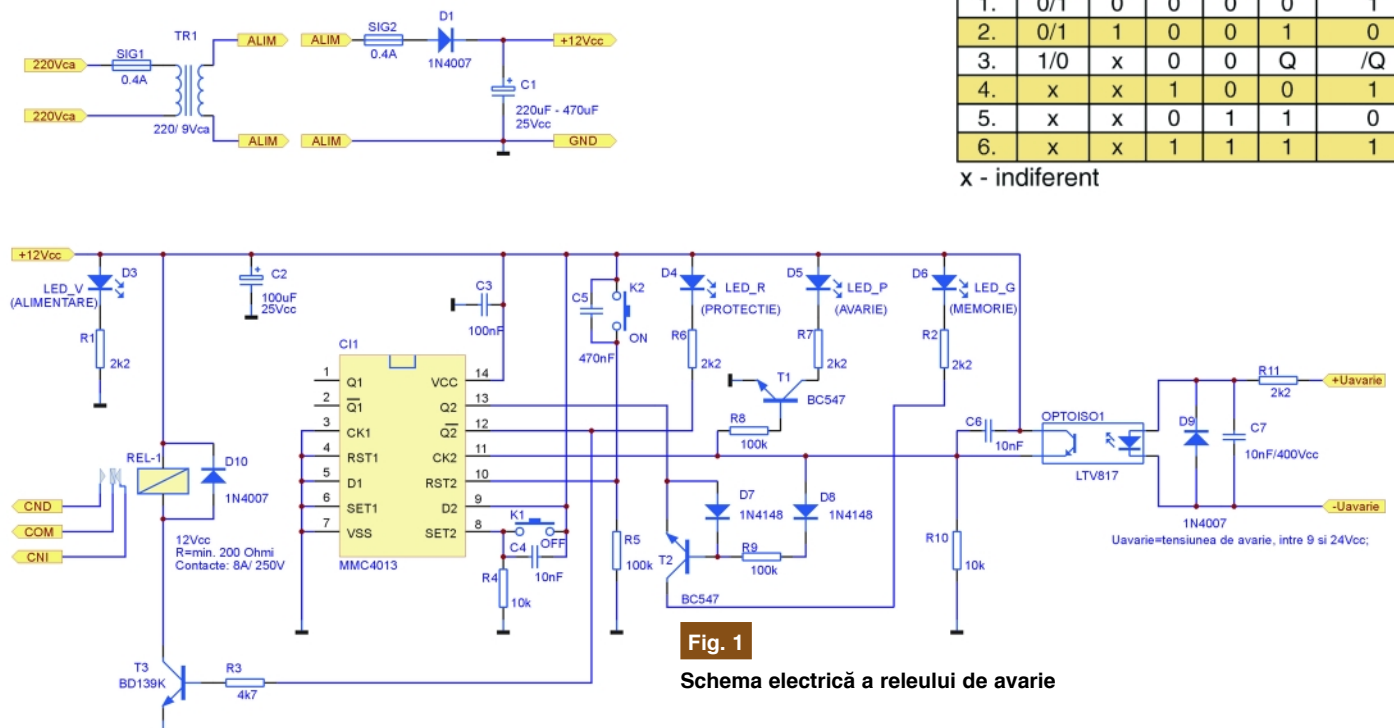 SIG1
0.4A
220Vca
220Vca
TR1
220/ 9Vca
ALIM
ALIM
ALIM
ALIM
SIG2
0.4A
D1
1N4007
+12Vcc
C1
220uF - 470uF
25Vcc
GND
1. 0/1 0 0 0 0 1
2. 0/1 1 0 0 1 0
3. 1/0 x 0 0 Q /Q
4. x x 1 0 0 1
5. x x 0 1 1 0
6. x x 1 1 1 1
x - indiferent
+12Vcc
D3
LED_V
(ALIMENTARE)
R1
2k2
C2
100uF
25Vcc
C3
100nF
C5
470nF
K2
ON
D4
LED_R
(PROTECTIE)
R6
2k2
D5
LED_P
(AVARIE)
R7
2k2
D6
LED_G
(MEMORIE)
R2
2k2
CI1
1 Q1 VCC 14
2 Q1 Q2 13
3 CK1 Q2 12
4 RST1 CK2 11
5 D1 RST2 10
6 SET1 D2 9
7 VSS SET2 8
MMC4013
T1
BC547
R8
100k
C6
10nF
OPTOISO1
LTV817
D9
1N4007
C7
10nF/400Vcc
R11
2k2
+Uavarie
-Uavarie
Uavarie=tensiunea de avarie, intre 9 si 24Vcc;
REL-1
D10
1N4007
CND
COM
CNI
12Vcc
R=min. 200 Ohmi
Contacte: 8A/ 250V
K1
OFF
C4
10nF
R4
10k
R5
100k
D7
1N4148
D8
1N4148
T2
BC547
R9
100k
R10
10k
T3
BD139K
R3
4k7
Fig. 1
Schema electrică a releului de avarie